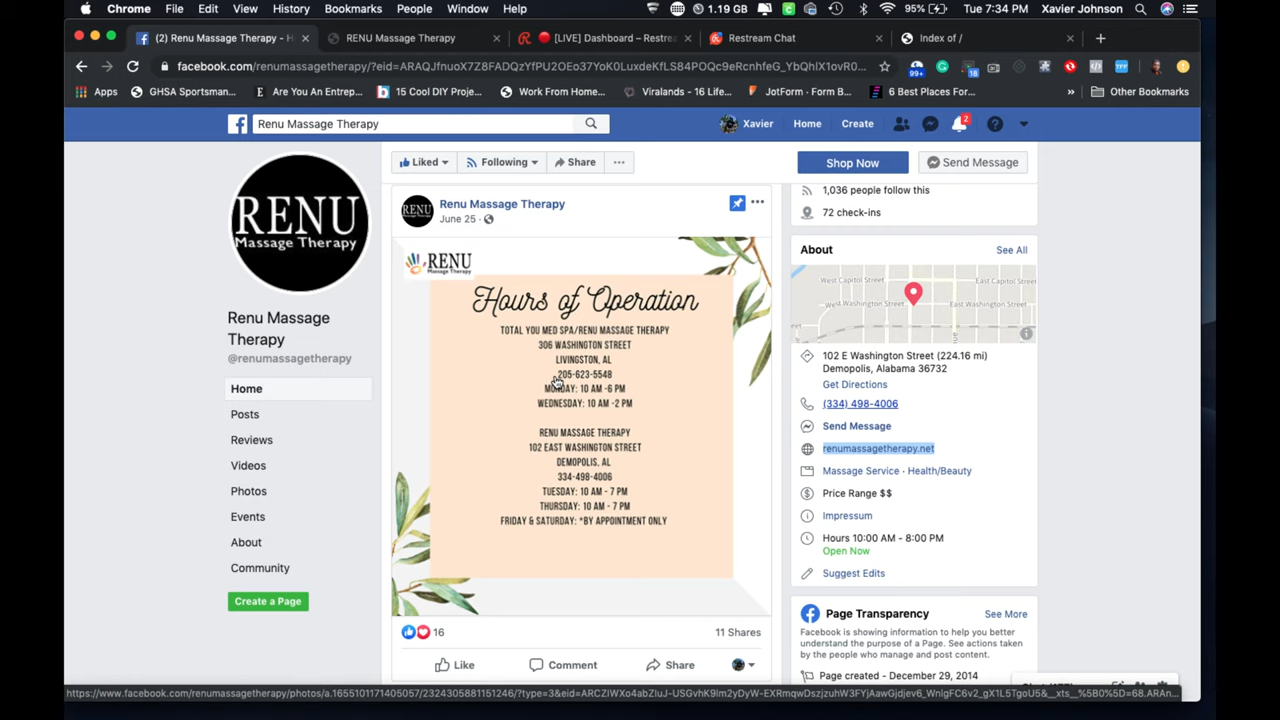 Chrome File Edit View History Bookmarks People Window Help 1.19 GB 95% Tue 7:34 PM Xavier Johnson
(2) Renu Massage Therapy - H RENU Massage Therapy [LIVE] Dashboard – Restrea Restream Chat Index of /
facebook.com/renumassagetherapy/
Apps GHSA Sportsman... Are You An Entrep... 15 Cool DIY Proje... Work From Home... Viralands - 16 Life... JotForm - Form B... 6 Best Places For... » Other Bookmarks
Renu Massage Therapy Xavier Home Create 2
Liked Following Share Shop Now Send Message
RENU
Massage Therapy
Renu Massage Therapy
@renumassagetherapy
Home
Posts
Reviews
Videos
Photos
Events
About
Community
Create a Page
Renu Massage Therapy
June 25
RENU
Massage Therapy
Hours of Operation
TOTAL YOU MED SPA/RENU MASSAGE THERAPY
306 WASHINGTON STREET
LIVINGSTON, AL
205-623-5548
MONDAY: 10 AM -6 PM
WEDNESDAY: 10 AM -2 PM
RENU MASSAGE THERAPY
102 EAST WASHINGTON STREET
DEMOPOLIS, AL
334-498-4006
TUESDAY: 10 AM - 7 PM
THURSDAY: 10 AM - 7 PM
FRIDAY & SATURDAY: *BY APPOINTMENT ONLY
16 11 Shares
Like Comment Share
1,036 people follow this
72 check-ins
About See All
West Capitol Street East Capitol Street
West Washington Street East Washington Street
102 E Washington Street (224.16 mi)
Demopolis, Alabama 36732
Get Directions
(334) 498-4006
Send Message
renumassagetherapy.net
Massage Service · Health/Beauty
Price Range $$
Impressum
Hours 10:00 AM - 8:00 PM
Open Now
Suggest Edits
Page Transparency See More
Facebook is showing information to help you better
understand the purpose of a Page. See actions taken
by the people who manage and post content.
Page created - December 29, 2014